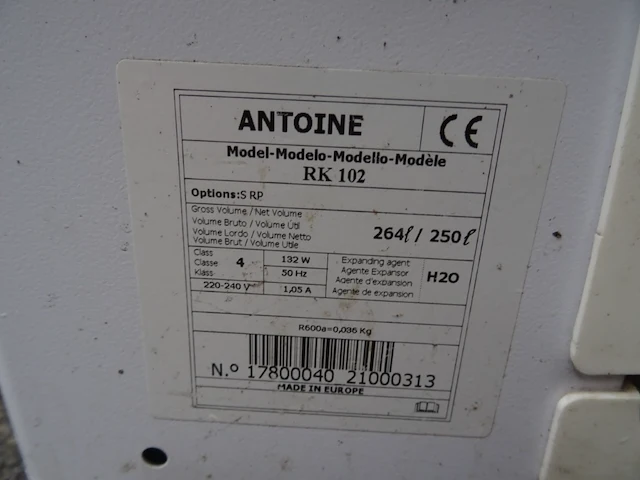 ANTOINE
CE
Model-Modelo-Modello-Modèle
RK 102
Options:S RP
Gross Volume / Net Volume
Volume Bruto / Volume Útil
Volume Lordo / Volume Netto
Volume Brut / Volume Utile
264ℓ / 250ℓ
Class
Classe
Klass
4
132 W
50 Hz
220-240 V
1,05 A
Expanding agent
Agente Expansor
Agente d'expansion
Agente de expansion
H2O
R600a=0,036 Kg
N.º 17800040 21000313
MADE IN EUROPE